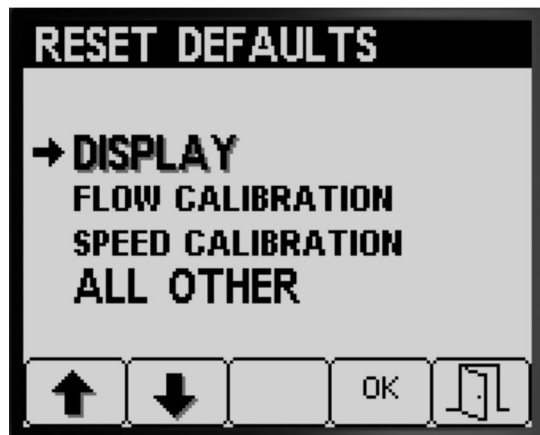 RESET DEFAULTS
DISPLAY
FLOW CALIBRATION
SPEED CALIBRATION
ALL OTHER
OK